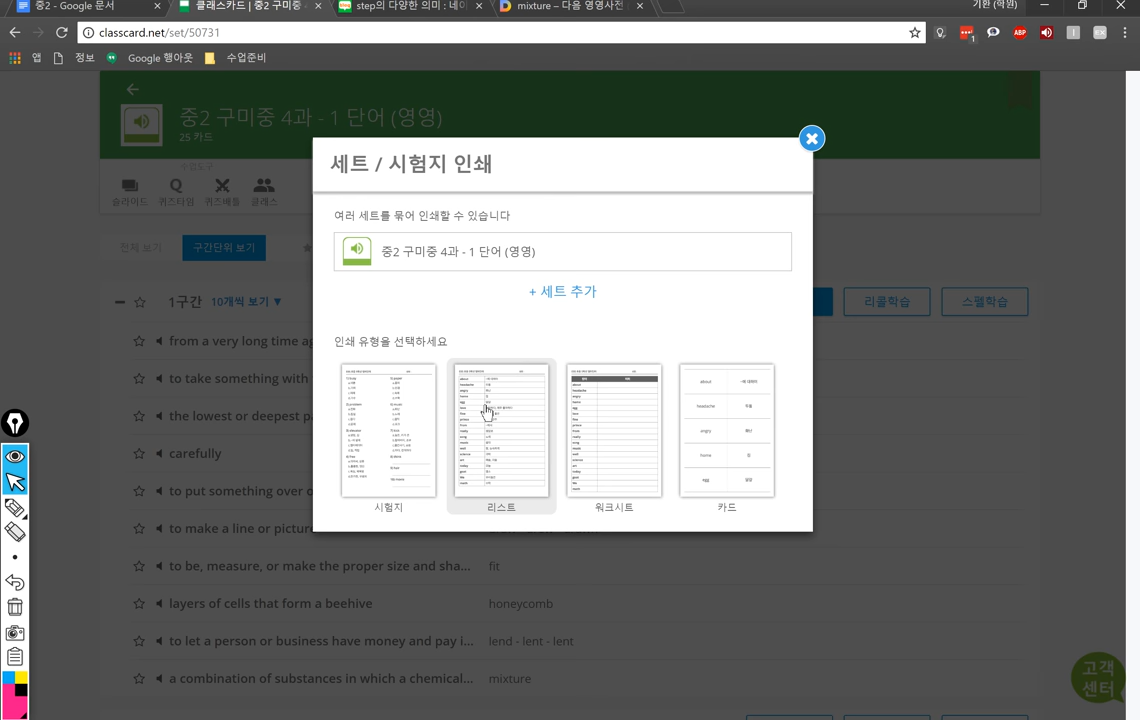 중2 - Google 문서
클래스카드 | 중2 구미중
step의 다양한 의미 : 네이
mixture – 다음 영영사전
기환 (학원)
classcard.net/set/50731
앱
정보
Google 행아웃
수업준비
중2 구미중 4과 - 1 단어 (영영)
25 카드
수업도구
슬라이드
퀴즈타임
퀴즈배틀
클래스
전체 보기
구간단위 보기
1구간
10개씩 보기 ▼
리콜학습
스펠학습
from a very long time ag
to take something with
the lowest or deepest pa
carefully
to put something over o
to make a line or pictur
to be, measure, or make the proper size and sha...
fit
layers of cells that form a beehive
honeycomb
to let a person or business have money and pay i...
lend - lent - lent
a combination of substances in which a chemical...
mixture
고객
센터
세트 / 시험지 인쇄
여러 세트를 묶어 인쇄할 수 있습니다
중2 구미중 4과 - 1 단어 (영영)
+ 세트 추가
인쇄 유형을 선택하세요
시험지
리스트
워크시트
카드
about
headache
두통
angry
화난
home
집
egg
달걀
ABP